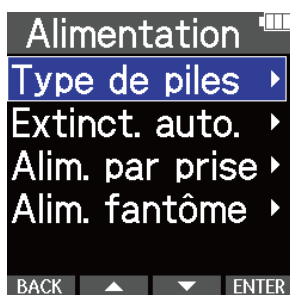 Alimentation
Type de piles
Extinct. auto.
Alim. par prise
Alim. fantôme
BACK ENTER